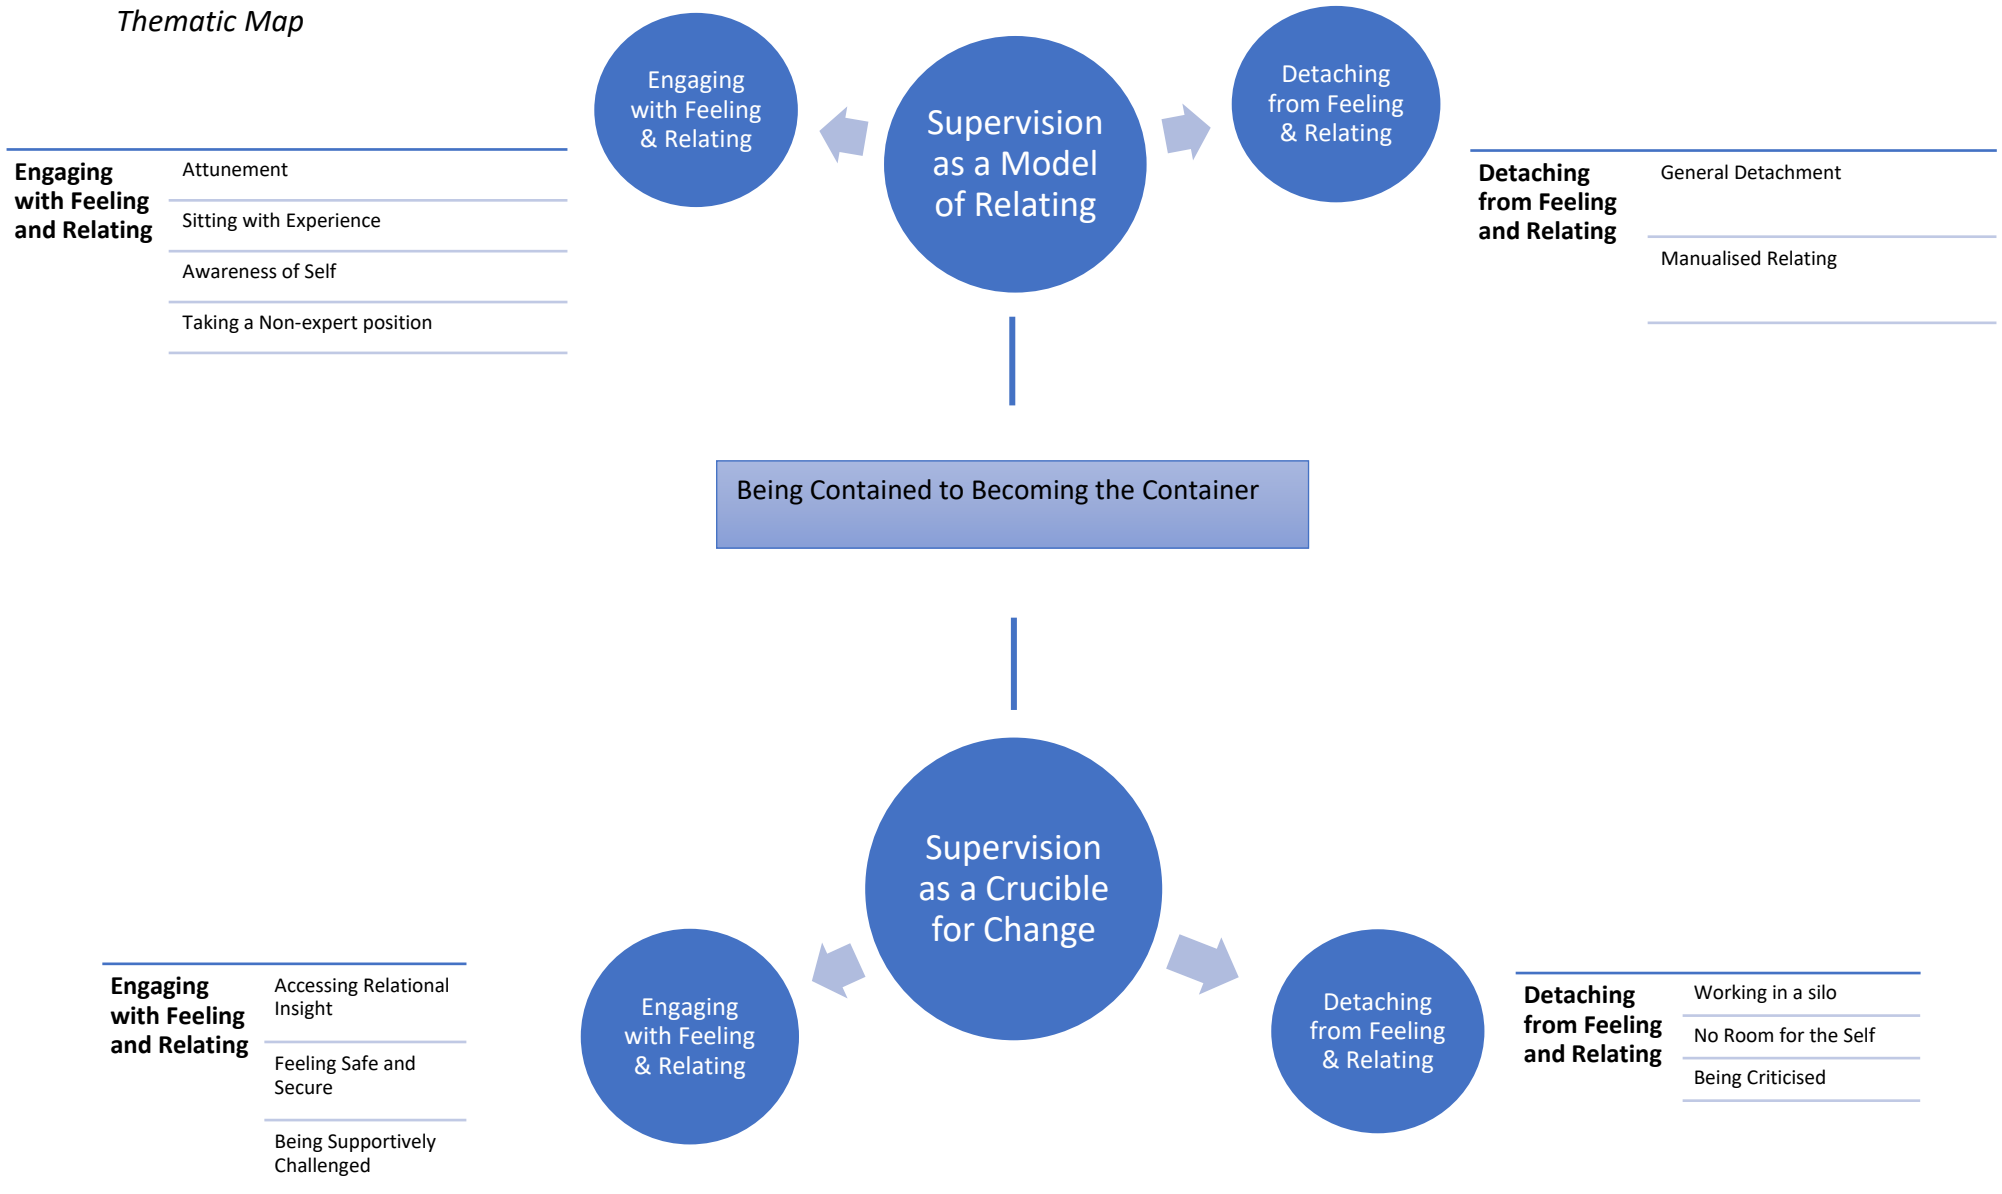 Thematic Map
Engaging
with Feeling
& Relating
Supervision
as a Model
of Relating
Detaching
from Feeling
& Relating
Engaging
with Feeling
and Relating
Attunement
Sitting with Experience
Awareness of Self
Taking a Non-expert position
Detaching
from Feeling
and Relating
General Detachment
Manualised Relating
Being Contained to Becoming the Container
Supervision
as a Crucible
for Change
Engaging
with Feeling
and Relating
Accessing Relational
Insight
Feeling Safe and
Secure
Being Supportively
Challenged
Engaging
with Feeling
& Relating
Detaching
from Feeling
& Relating
Detaching
from Feeling
and Relating
Working in a silo
No Room for the Self
Being Criticised